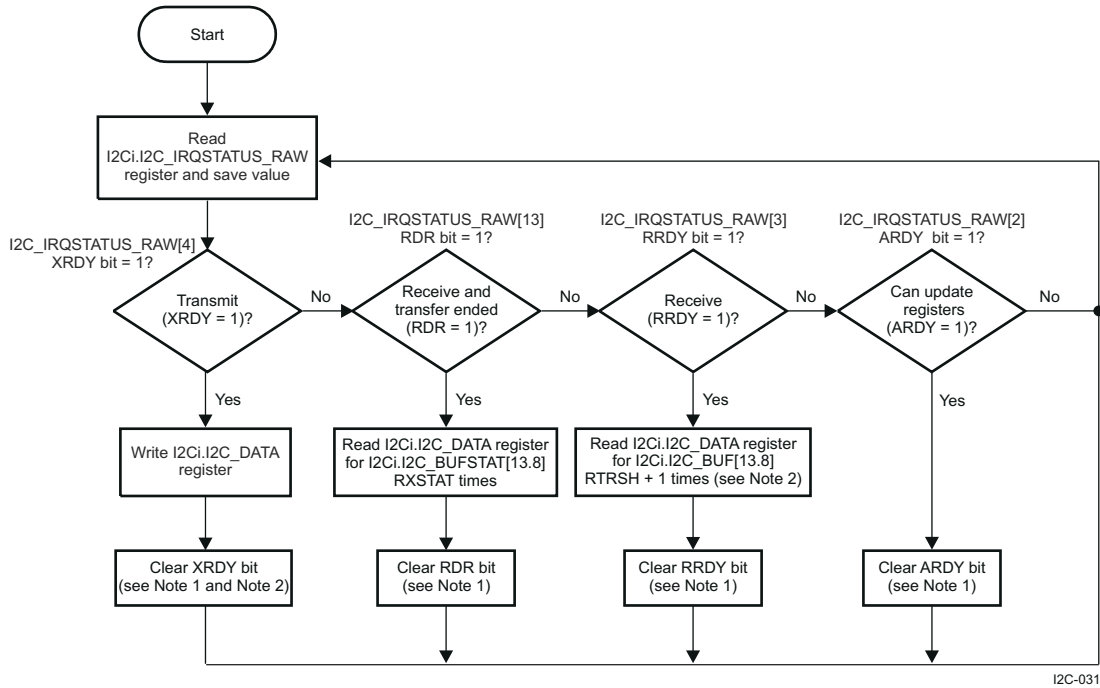 Start
Read
I2Ci.I2C_IRQSTATUS_RAW
register and save value
I2C_IRQSTATUS_RAW[4]
XRDY bit = 1?
I2C_IRQSTATUS_RAW[13]
RDR bit = 1?
I2C_IRQSTATUS_RAW[3]
RRDY bit = 1?
I2C_IRQSTATUS_RAW[2]
ARDY bit = 1?
Transmit
(XRDY = 1)?
No
Receive and
transfer ended
(RDR = 1)?
No
Receive
(RRDY = 1)?
No
Can update
registers
(ARDY = 1)?
No
Yes
Yes
Yes
Yes
Write I2Ci.I2C_DATA
register
Read I2Ci.I2C_DATA register
for I2Ci.I2C_BUFSTAT[13.8]
RXSTAT times
Read I2Ci.I2C_DATA register
for I2Ci.I2C_BUF[13.8]
RTRSH + 1 times (see Note 2)
Clear XRDY bit
(see Note 1 and Note 2)
Clear RDR bit
(see Note 1)
Clear RRDY bit
(see Note 1)
Clear ARDY bit
(see Note 1)
I2C-031